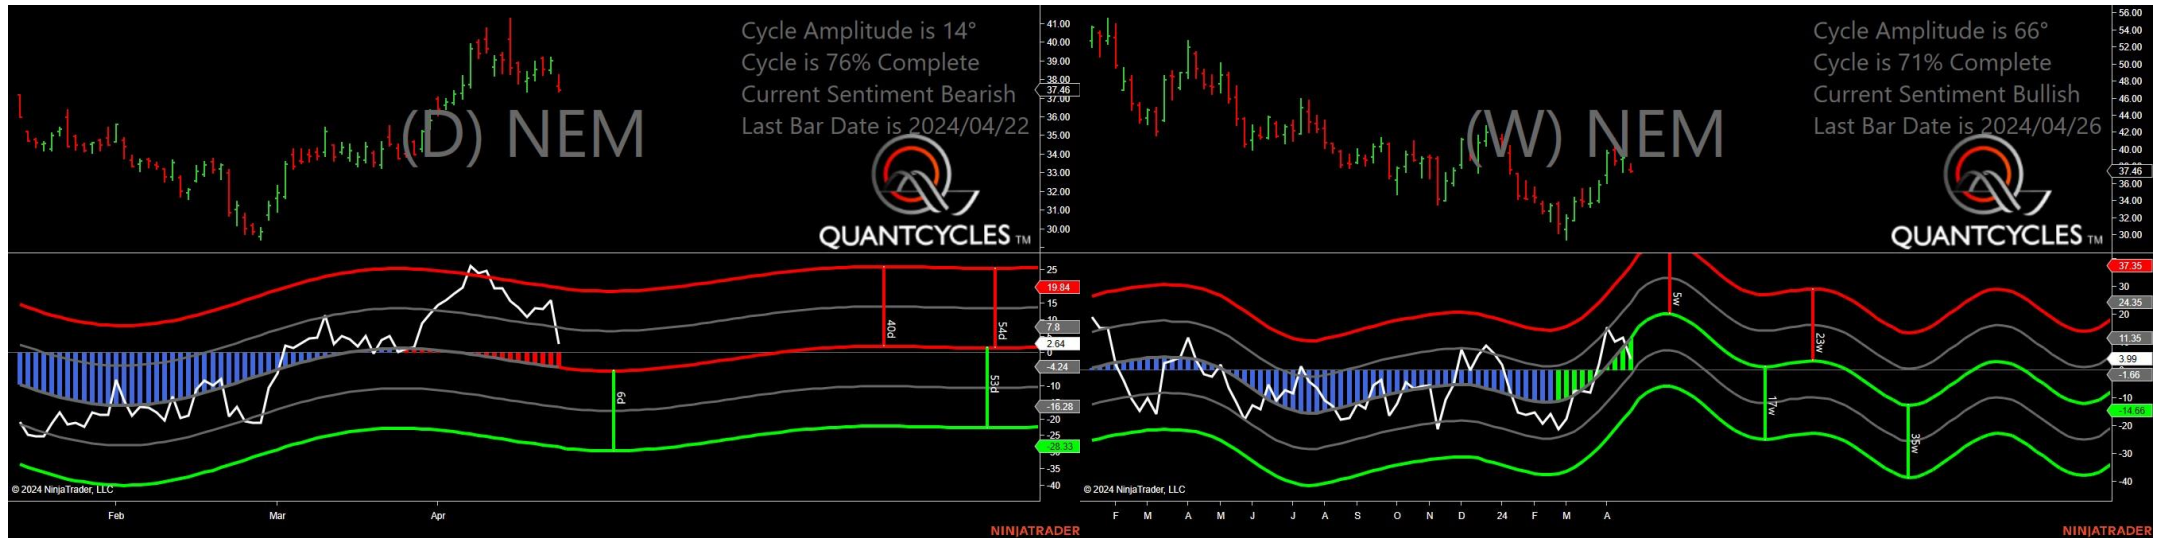 Cycle Amplitude is 14°
Cycle is 76% Complete
Current Sentiment Bearish
Last Bar Date is 2024/04/22
(D) NEM
QUANTCYCLES TM
41.00
40.00
39.00
38.00
37.46
37.00
36.00
35.00
34.00
33.00
32.00
31.00
30.00
25
19.84
15
10
7.8
2.64
0
-4.24
-10
-16.28
-20
-25
-28.33
-35
-40
6d
40d
54d
53d
© 2024 NinjaTrader, LLC
Feb Mar Apr
NINJATRADER
Cycle Amplitude is 66°
Cycle is 71% Complete
Current Sentiment Bullish
Last Bar Date is 2024/04/26
(W) NEM
QUANTCYCLES TM
56.00
54.00
52.00
50.00
48.00
46.00
44.00
42.00
40.00
37.46
36.00
34.00
32.00
30.00
37.35
30
24.35
20
11.35
3.99
-1.66
-10
-14.66
-20
-30
-40
5w
23w
17w
35w
© 2024 NinjaTrader, LLC
F M A M J J A S O N D 24 F M A
NINJATRADER